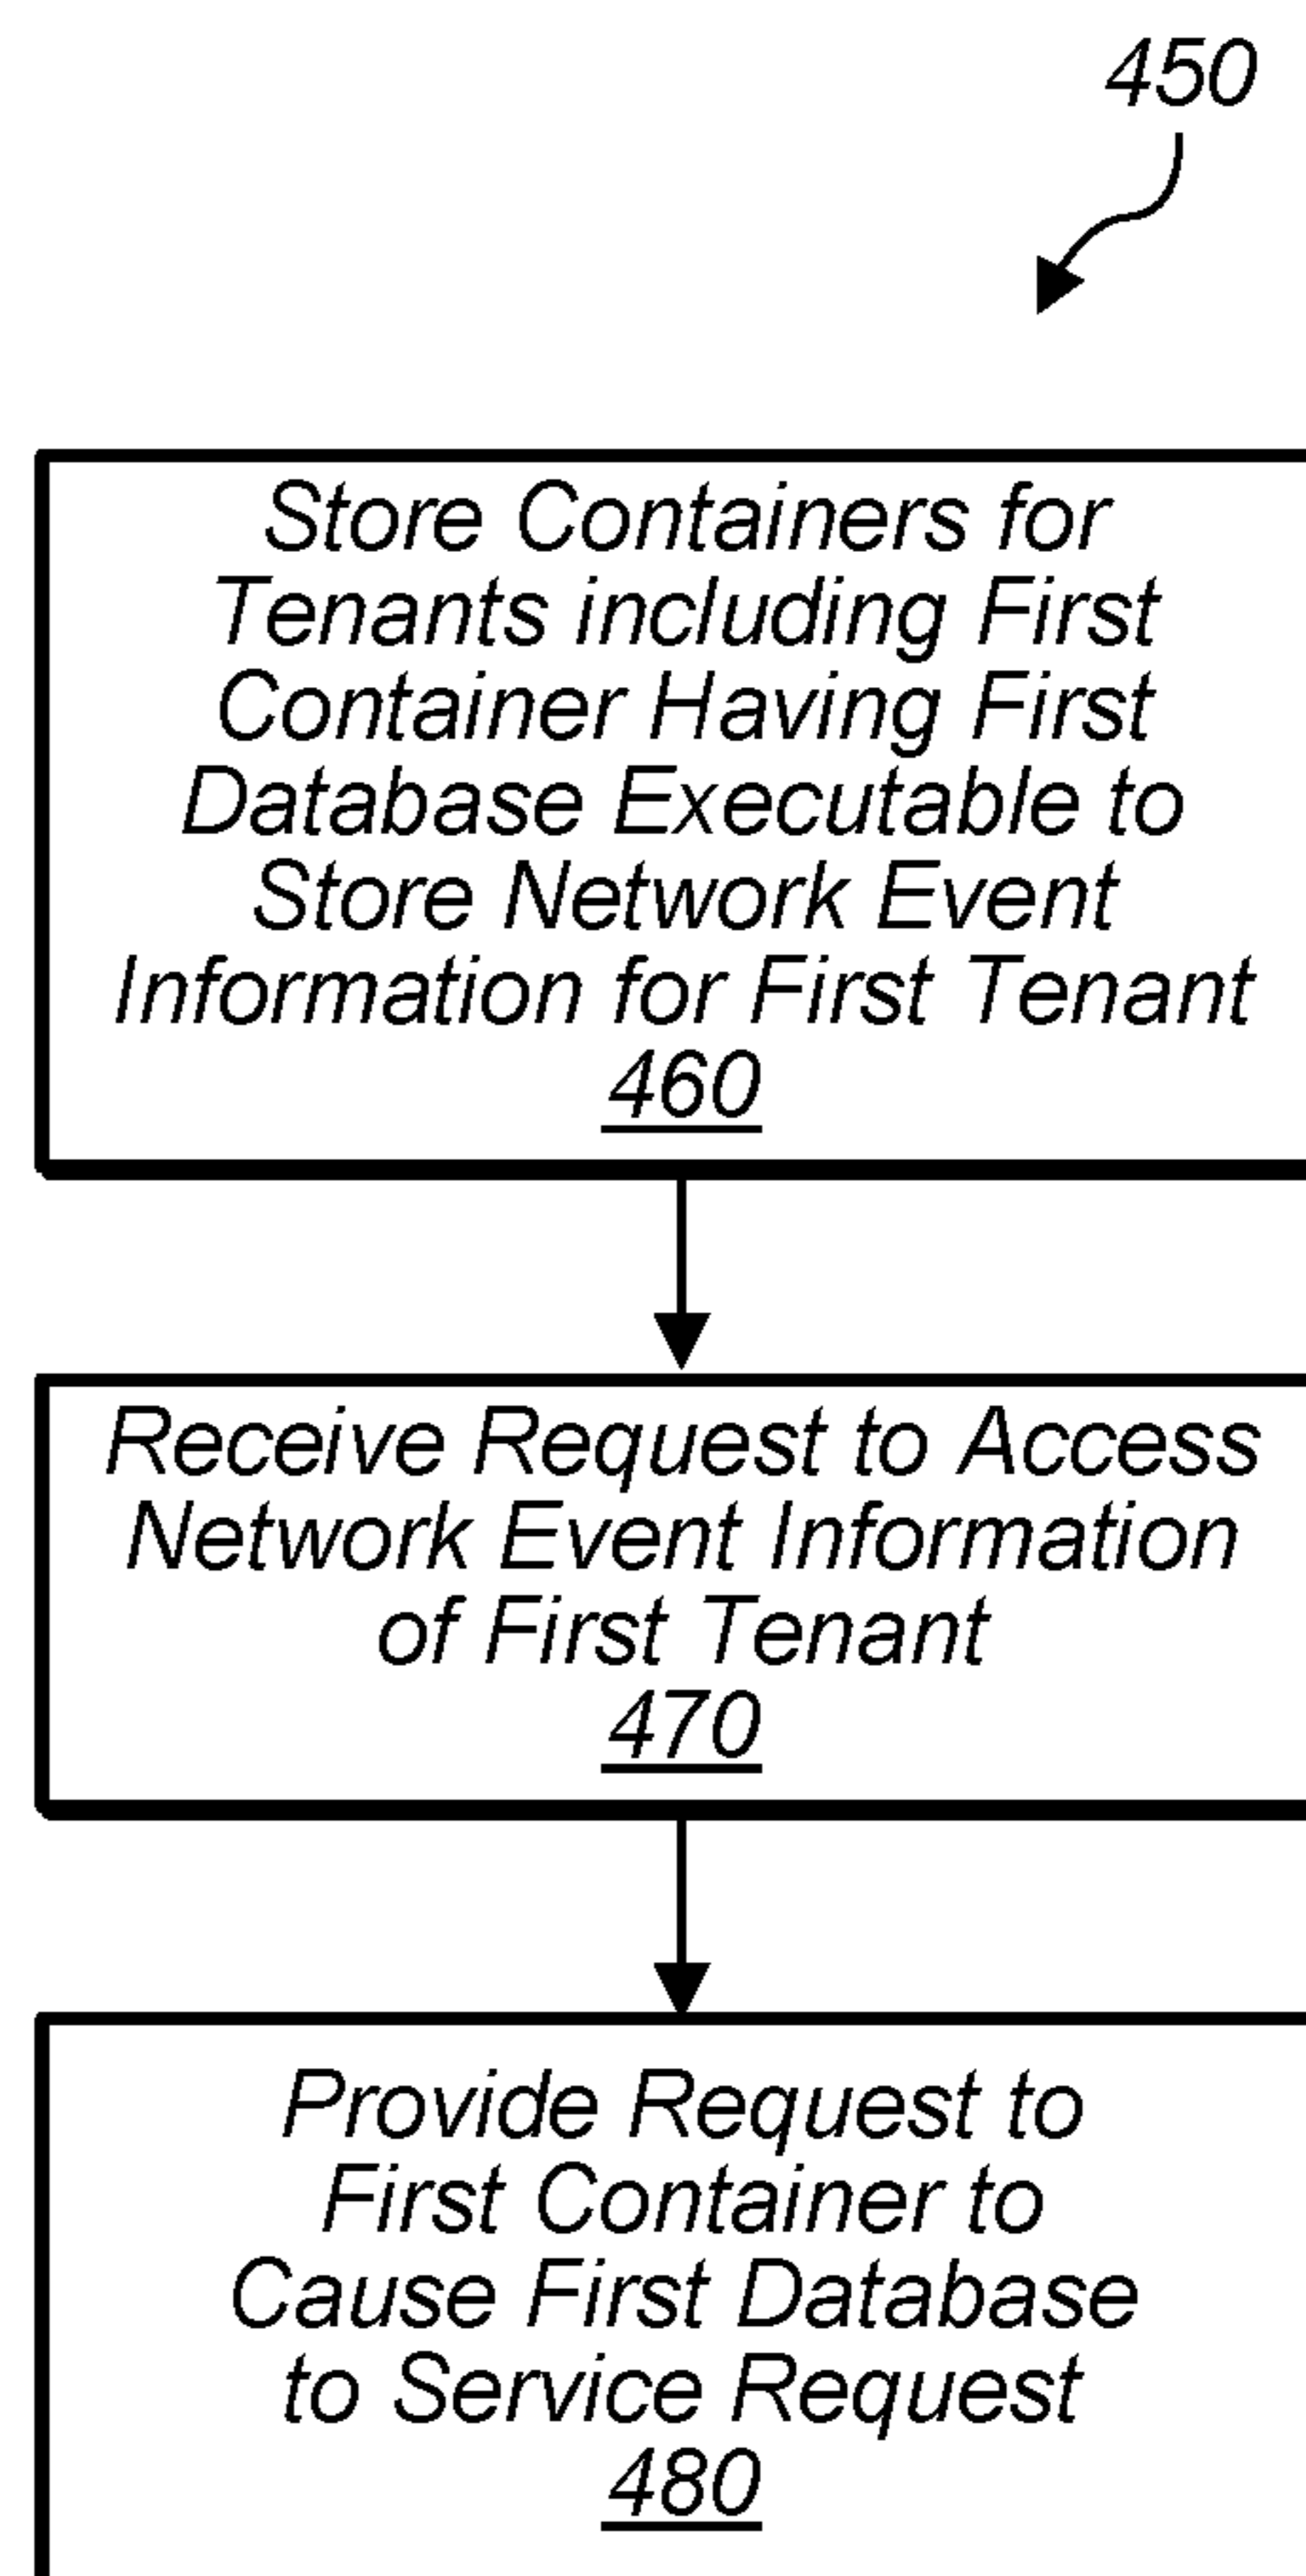 450
Store Containers for
Tenants including First
Container Having First
Database Executable to
Store Network Event
Information for First Tenant
460
Receive Request to Access
Network Event Information
of First Tenant
470
Provide Request to
First Container to
Cause First Database
to Service Request
480